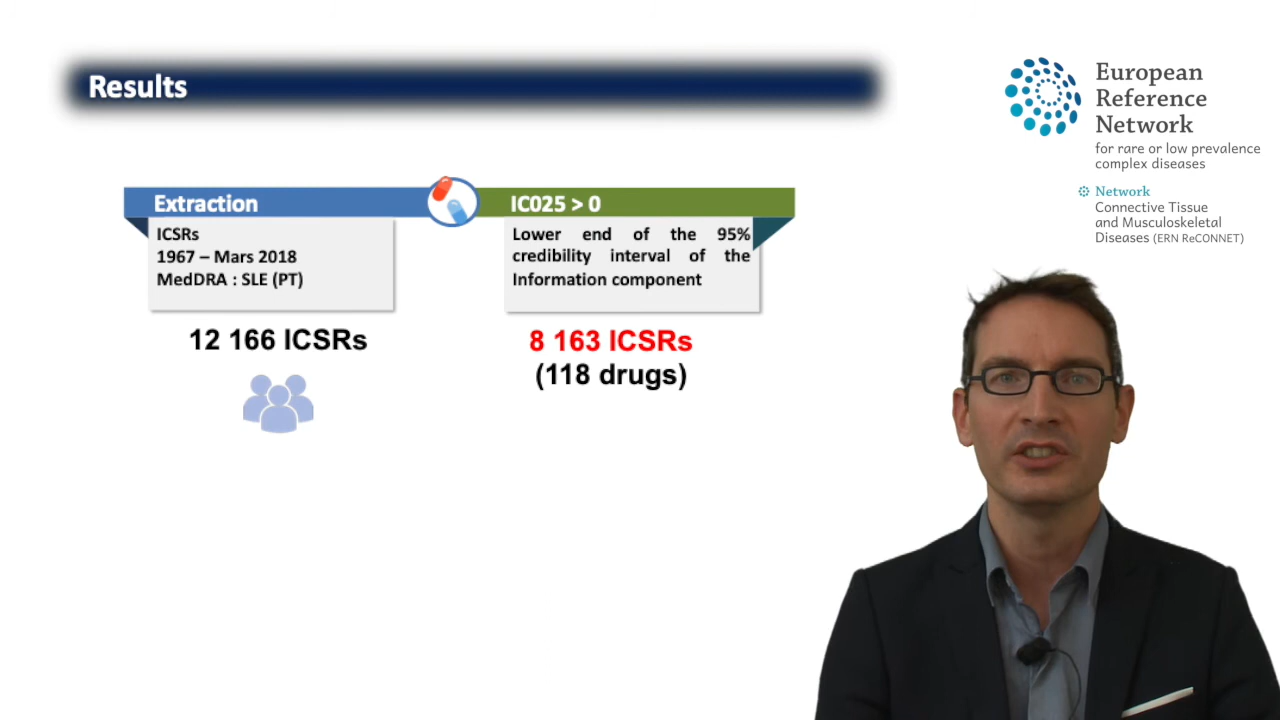 Results
European
Reference
Network
for rare or low prevalence
complex diseases
Network
Connective Tissue
and Musculoskeletal
Diseases (ERN ReCONNET)
Extraction
ICSRs
1967 – Mars 2018
MedDRA : SLE (PT)
12 166 ICSRs
IC025 > 0
Lower end of the 95%
credibility interval of the
Information component
8 163 ICSRs
(118 drugs)